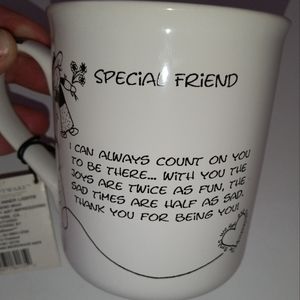 SPECIAL FRIEND
I CAN ALWAYS COUNT ON YOU
TO BE THERE... WITH YOU THE
JOYS ARE TWICE AS FUN, THE
SAD TIMES ARE HALF AS SAD.
THANK YOU FOR BEING YOU!